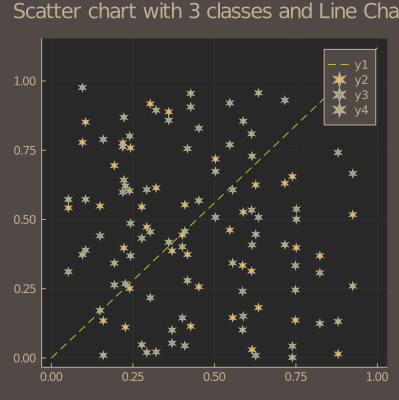 Scatter chart with 3 classes and Line Cha
1.00
0.75
0.50
0.25
0.00
0.00 0.25 0.50 0.75 1.00
y1
y2
y3
y4